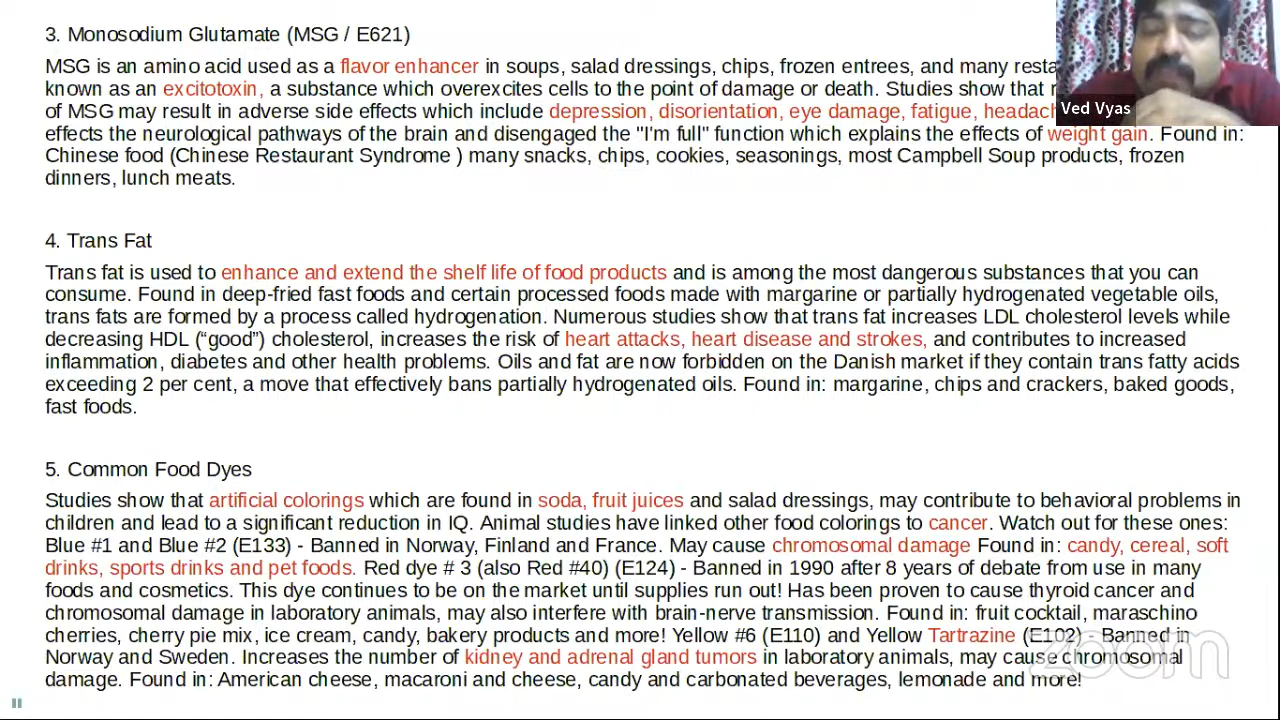 3. Monosodium Glutamate (MSG / E621)
MSG is an amino acid used as a flavor enhancer in soups, salad dressings, chips, frozen entrees, and many resta
known as an excitotoxin, a substance which overexcites cells to the point of damage or death. Studies show that
of MSG may result in adverse side effects which include depression, disorientation, eye damage, fatigue, headach
effects the neurological pathways of the brain and disengaged the "I'm full" function which explains the effects of weight gain. Found in:
Chinese food (Chinese Restaurant Syndrome ) many snacks, chips, cookies, seasonings, most Campbell Soup products, frozen
dinners, lunch meats.
Ved Vyas
4. Trans Fat
Trans fat is used to enhance and extend the shelf life of food products and is among the most dangerous substances that you can
consume. Found in deep-fried fast foods and certain processed foods made with margarine or partially hydrogenated vegetable oils,
trans fats are formed by a process called hydrogenation. Numerous studies show that trans fat increases LDL cholesterol levels while
decreasing HDL (“good”) cholesterol, increases the risk of heart attacks, heart disease and strokes, and contributes to increased
inflammation, diabetes and other health problems. Oils and fat are now forbidden on the Danish market if they contain trans fatty acids
exceeding 2 per cent, a move that effectively bans partially hydrogenated oils. Found in: margarine, chips and crackers, baked goods,
fast foods.
5. Common Food Dyes
Studies show that artificial colorings which are found in soda, fruit juices and salad dressings, may contribute to behavioral problems in
children and lead to a significant reduction in IQ. Animal studies have linked other food colorings to cancer. Watch out for these ones:
Blue #1 and Blue #2 (E133) - Banned in Norway, Finland and France. May cause chromosomal damage Found in: candy, cereal, soft
drinks, sports drinks and pet foods. Red dye # 3 (also Red #40) (E124) - Banned in 1990 after 8 years of debate from use in many
foods and cosmetics. This dye continues to be on the market until supplies run out! Has been proven to cause thyroid cancer and
chromosomal damage in laboratory animals, may also interfere with brain-nerve transmission. Found in: fruit cocktail, maraschino
cherries, cherry pie mix, ice cream, candy, bakery products and more! Yellow #6 (E110) and Yellow Tartrazine (E102) - Banned in
Norway and Sweden. Increases the number of kidney and adrenal gland tumors in laboratory animals, may cause chromosomal
damage. Found in: American cheese, macaroni and cheese, candy and carbonated beverages, lemonade and more!
zoom